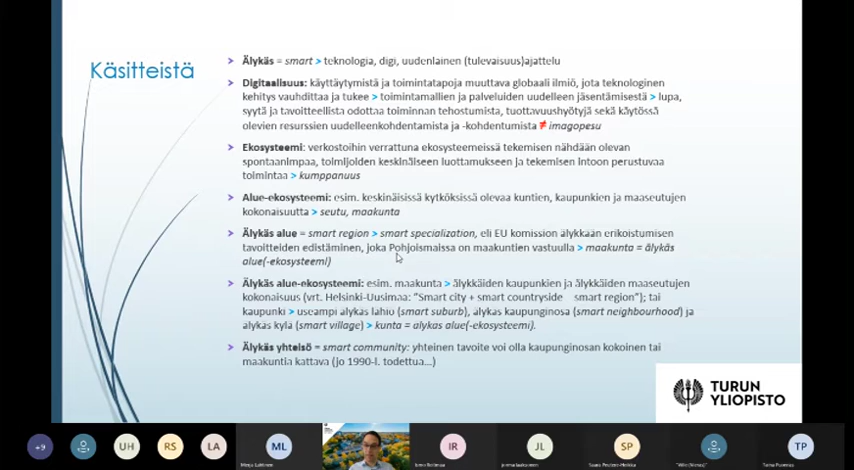 Käsitteistä
Älykäs = smart > teknologia, digi, uudenlainen (tulevaisuus)ajattelu
Digitaalisuus: käyttäytymistä ja toimintatapoja muuttava globaali ilmiö, jota teknologinen
kehitys vauhdittaa ja tukee > toimintamallien ja palveluiden uudelleen jäsentämisestä > lupa,
syytä ja tavoitteellista odottaa toiminnan tehostumista, tuottavuushyötyjä sekä käytössä
olevien resurssien uudelleenkohdentamista ja -kohdentumista ≠ imagopesu
Ekosysteemi: verkostoihin verrattuna ekosysteemeissä tekemisen nähdään olevan
spontaanimpaa, toimijoiden keskinäiseen luottamukseen ja tekemisen intoon perustuvaa
toimintaa > kumppanuus
Alue-ekosysteemi: esim. keskinäisissä kytköksissä olevaa kuntien, kaupunkien ja maaseutujen
kokonaisuutta > seutu, maakunta
Älykäs alue = smart region > smart specialization, eli EU komission älykkään erikoistumisen
tavoitteiden edistäminen, joka Pohjoismaissa on maakuntien vastuulla > maakunta = älykäs
alue(-ekosysteemi)
Älykäs alue-ekosysteemi: esim. maakunta > älykkäiden kaupunkien ja älykkäiden maaseutujen
kokonaisuus (vrt. Helsinki-Uusimaa: "Smart city + smart countryside smart region"); tai
kaupunki > useampi älykäs lähiö (smart suburb), älykäs kaupunginosa (smart neighbourhood) ja
älykäs kylä (smart village) > kunta = älykäs alue(-ekosysteemi).
Älykäs yhteisö = smart community: yhteinen tavoite voi olla kaupunginosan kokoinen tai
maakuntia kattava (jo 1990-l. todettua...)
TURUN
YLIOPISTO
+9
UH
RS
LA
ML
IR
JL
SP
TP